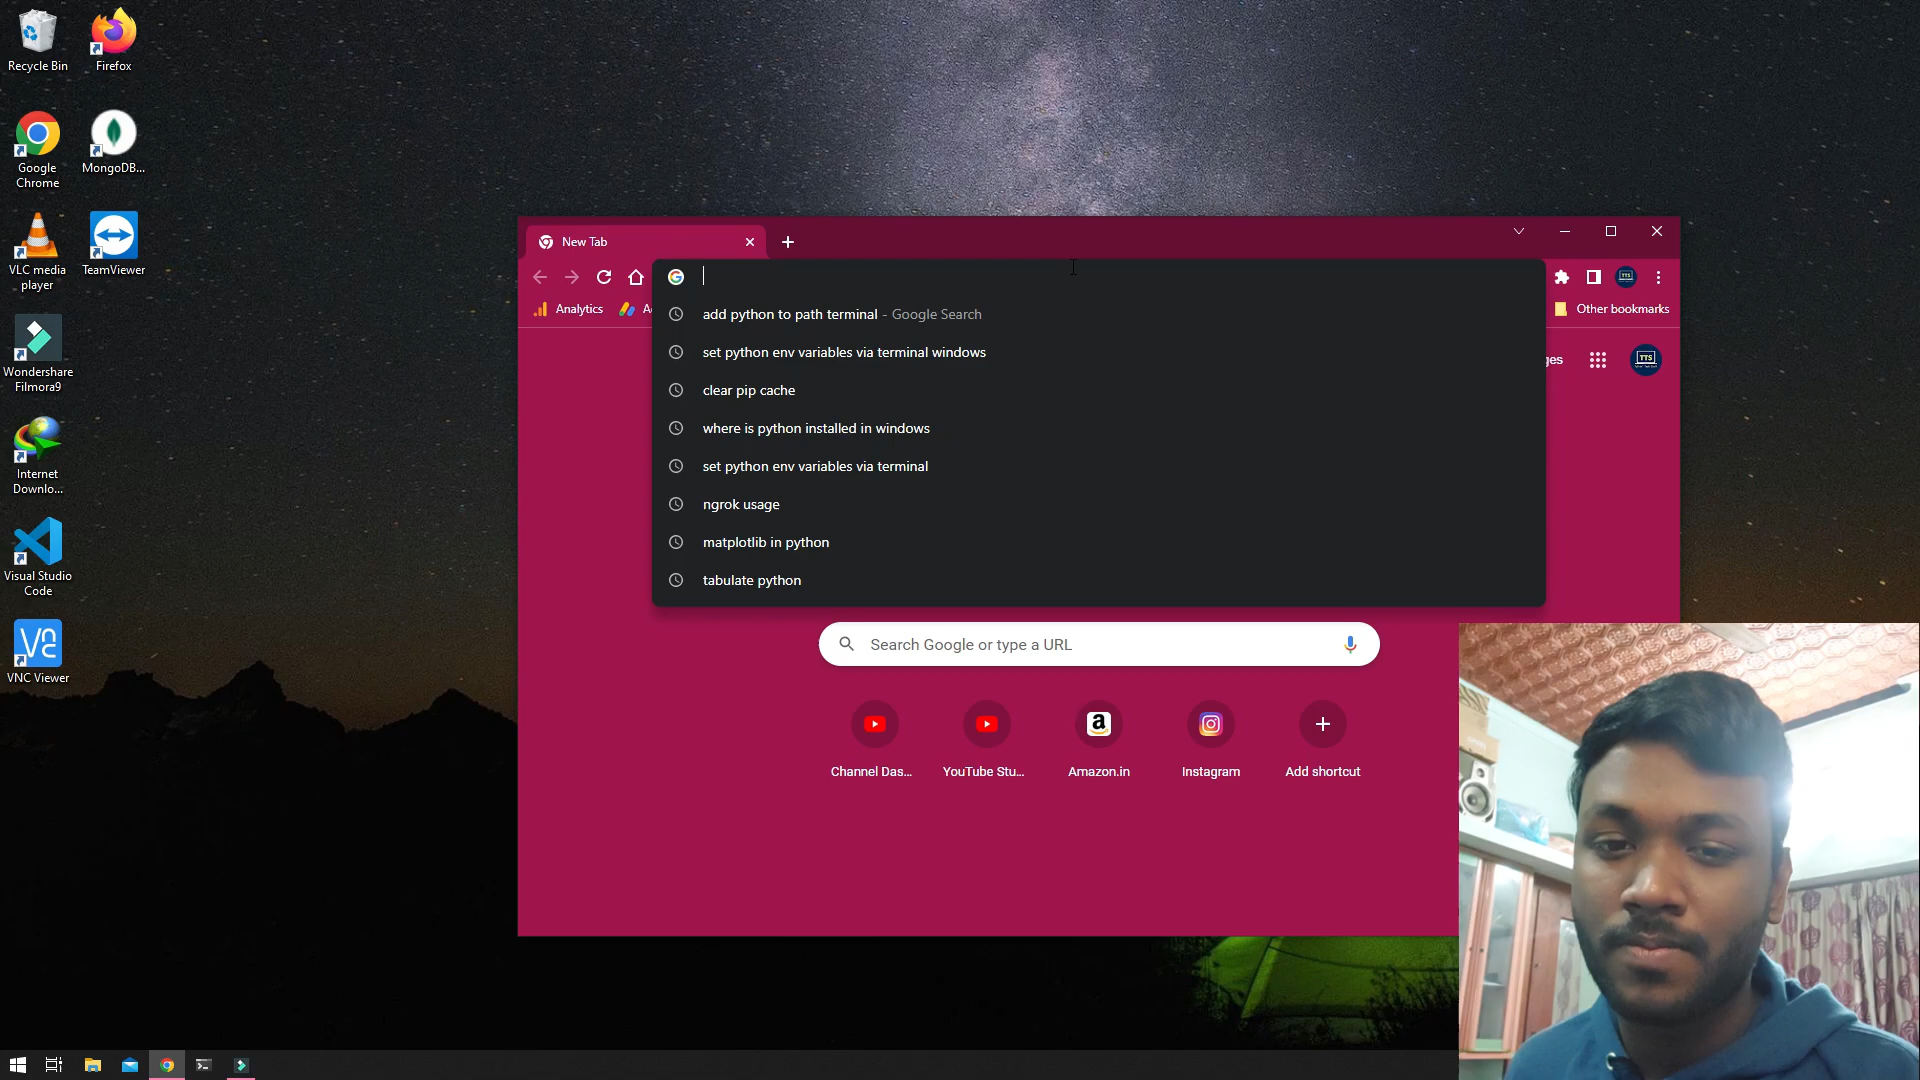 Recycle Bin
Firefox
Google
Chrome
MongoDB...
VLC media
player
TeamViewer
Wondershare
Filmora9
Internet
Downlo...
Visual Studio
Code
VNC Viewer
New Tab
add python to path terminal - Google Search
set python env variables via terminal windows
clear pip cache
where is python installed in windows
set python env variables via terminal
ngrok usage
matplotlib in python
tabulate python
Analytics
Other bookmarks
ges
TTS
Search Google or type a URL
Channel Das...
YouTube Stu...
Amazon.in
Instagram
Add shortcut